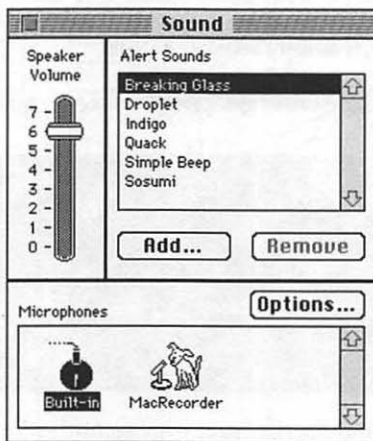 Sound
Speaker
Volume
7
6
5
4
3
2
1
0
Alert Sounds
Breaking Glass
Droplet
Indigo
Quack
Simple Beep
Sosumi
Add...
Remove
Microphones
Options...
Built-in
MacRecorder